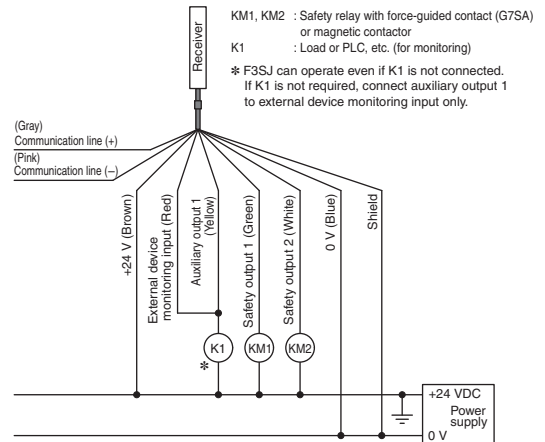 Receiver
KM1, KM2 : Safety relay with force-guided contact (G7SA)
or magnetic contactor
K1 : Load or PLC, etc. (for monitoring)
✻ F3SJ can operate even if K1 is not connected.
If K1 is not required, connect auxiliary output 1
to external device monitoring input only.
(Gray)
Communication line (+)
(Pink)
Communication line (−)
+24 V (Brown)
External device
monitoring input (Red)
Auxiliary output 1
(Yellow)
Safety output 1 (Green)
Safety output 2 (White)
0 V (Blue)
Shield
K1
KM1
KM2
✻
+24 VDC
Power
supply
0 V